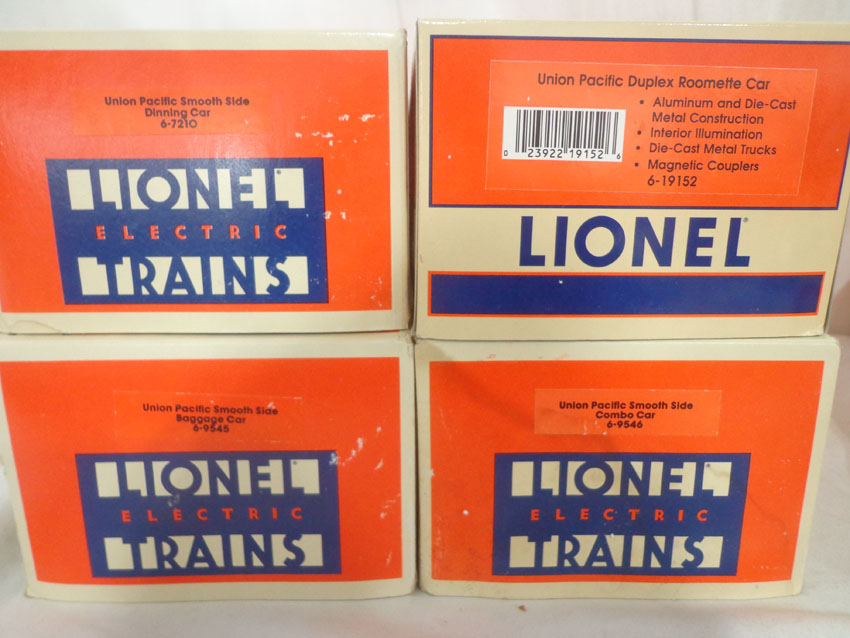 Union Pacific Smooth Side
Dinning Car
6-7210
LIONEL
ELECTRIC
TRAINS
Union Pacific Duplex Roomette Car
• Aluminum and Die-Cast
Metal Construction
• Interior Illumination
• Die-Cast Metal Trucks
• Magnetic Couplers
6-19152
0 23922 19152 6
LIONEL
Union Pacific Smooth Side
Baggage Car
6-9545
LIONEL
ELECTRIC
TRAINS
Union Pacific Smooth Side
Combo Car
6-9546
LIONEL
ELECTRIC
TRAINS